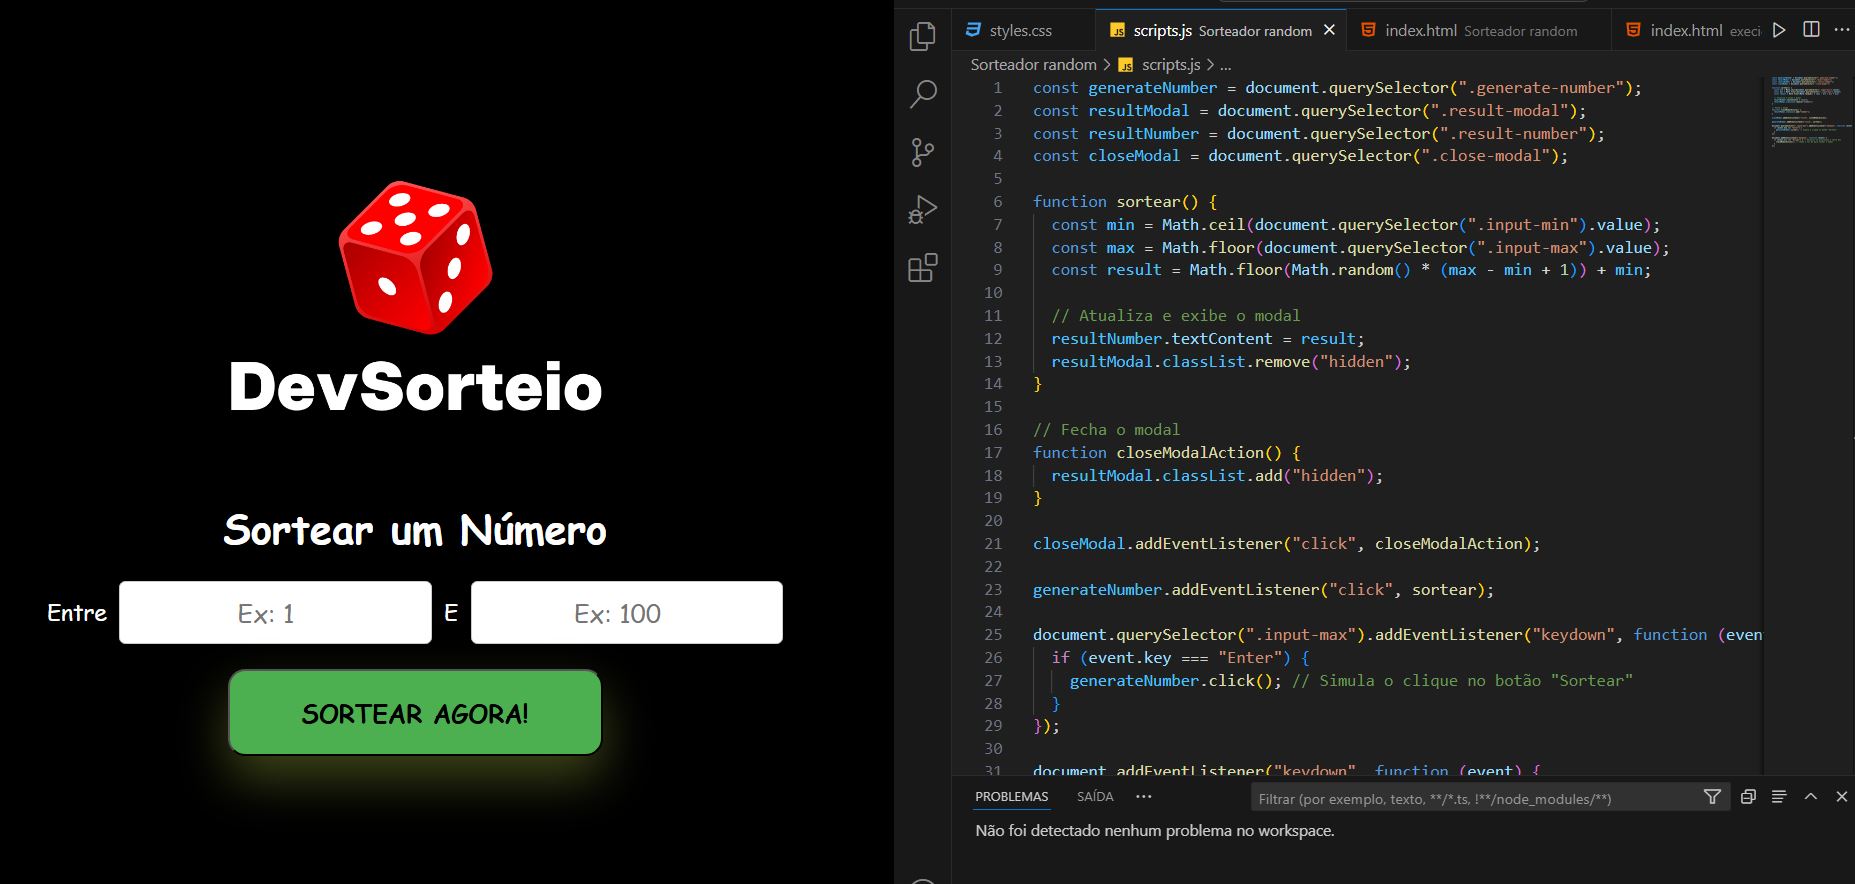 DevSorteio
Sortear um Número
Entre Ex: 1 E Ex: 100
SORTEAR AGORA!
styles.css scripts.js Sorteador random index.html Sorteador random index.html
Sorteador random > scripts.js > ...
1 const generateNumber = document.querySelector(".generate-number");
2 const resultModal = document.querySelector(".result-modal");
3 const resultNumber = document.querySelector(".result-number");
4 const closeModal = document.querySelector(".close-modal");
5
6 function sortear() {
7 const min = Math.ceil(document.querySelector(".input-min").value);
8 const max = Math.floor(document.querySelector(".input-max").value);
9 const result = Math.floor(Math.random() * (max - min + 1)) + min;
10
11 // Atualiza e exibe o modal
12 resultNumber.textContent = result;
13 resultModal.classList.remove("hidden");
14 }
15
16 // Fecha o modal
17 function closeModalAction() {
18 resultModal.classList.add("hidden");
19 }
20
21 closeModal.addEventListener("click", closeModalAction);
22
23 generateNumber.addEventListener("click", sortear);
24
25 document.querySelector(".input-max").addEventListener("keydown", function (even
26 if (event.key === "Enter") {
27 generateNumber.click(); // Simula o clique no botão "Sortear"
28 }
29 });
30
31 document.addEventListener("keydown", function (event) {
PROBLEMAS SAÍDA ... Filtrar (por exemplo, texto, **/*.ts, !**/node_modules/**)
Não foi detectado nenhum problema no workspace.